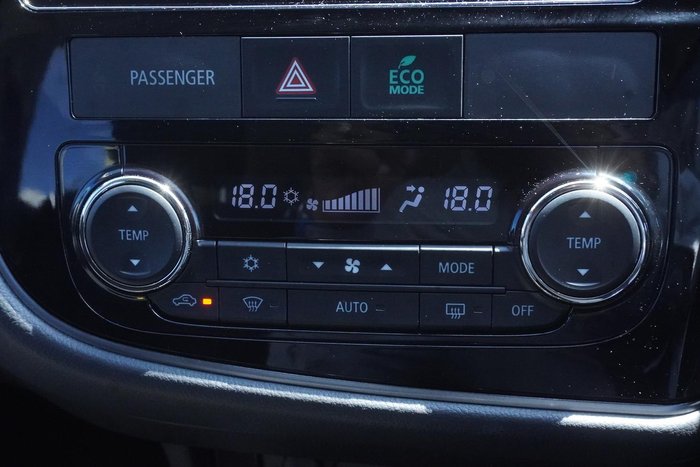 PASSENGER
ECO
MODE
18.0
18.0
TEMP
TEMP
MODE
AUTO
OFF